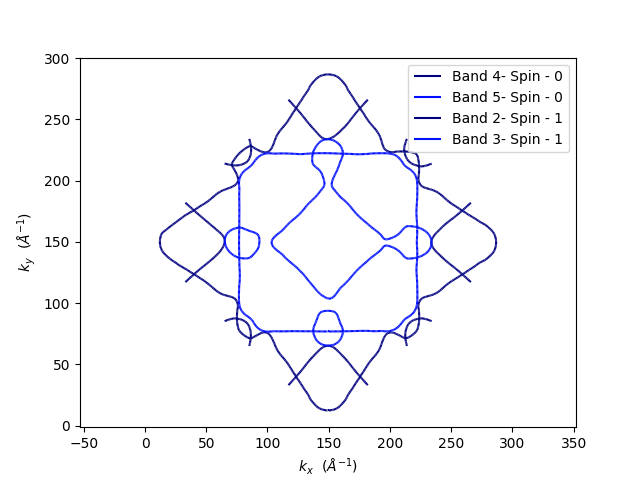 300
250
200
150
100
50
0
k_y (Å⁻¹)
Band 4- Spin - 0
Band 5- Spin - 0
Band 2- Spin - 1
Band 3- Spin - 1
−50 0 50 100 150 200 250 300 350
k_x (Å⁻¹)